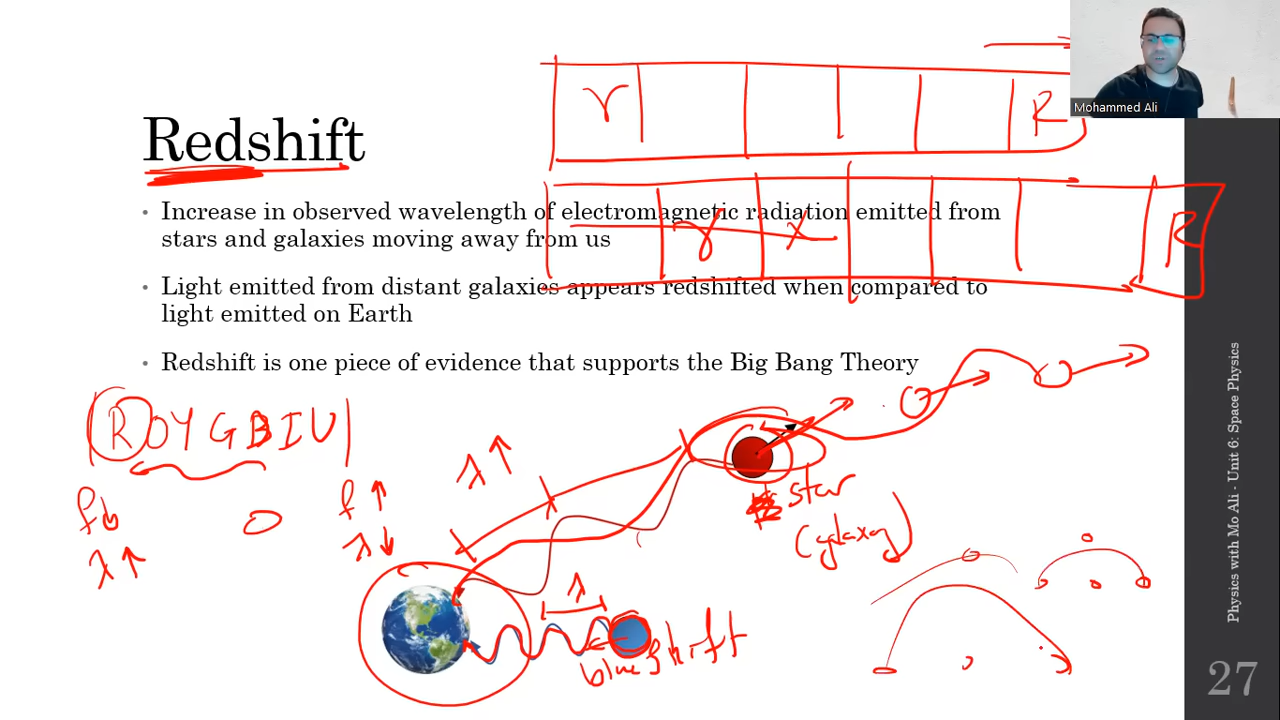 Mohammed Ali
γ
R
Redshift
• Increase in observed wavelength of electromagnetic radiation emitted from
stars and galaxies moving away from us
γ X
R
• Light emitted from distant galaxies appears redshifted when compared to
light emitted on Earth
• Redshift is one piece of evidence that supports the Big Bang Theory
ROYGBIV
λ↑
f↓
λ↑
f↑
λ↓
star
(galaxy)
λ
blue shift
Physics with Mo Ali - Unit 6: Space Physics
27